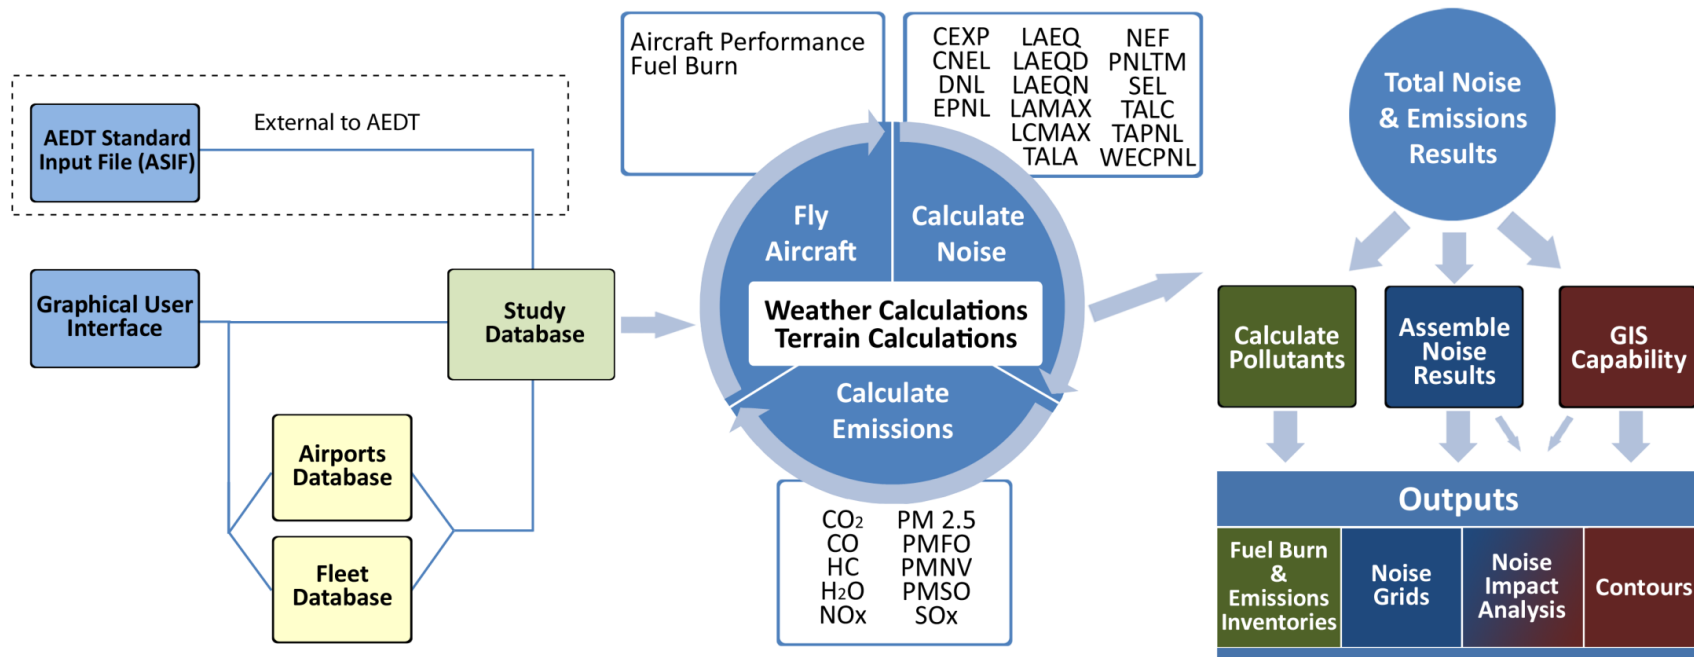 External to AEDT
AEDT Standard
Input File (ASIF)
Graphical User
Interface
Study
Database
Airports
Database
Fleet
Database
Aircraft Performance
Fuel Burn
CEXP LAEQ NEF
CNEL LAEQD PNLTM
DNL LAEQN SEL
EPNL LAMAX TALC
LCMAX TAPNL
TALA WECPNL
Fly
Aircraft
Calculate
Noise
Weather Calculations
Terrain Calculations
Calculate
Emissions
CO₂ PM 2.5
CO PMFO
HC PMNV
H₂O PMSO
NOx SOx
Total Noise
& Emissions
Results
Calculate
Pollutants
Assemble
Noise
Results
GIS
Capability
Outputs
Fuel Burn
&
Emissions
Inventories
Noise
Grids
Noise
Impact
Analysis
Contours